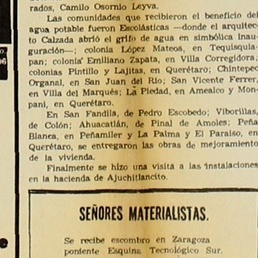 rados, Camilo Osornio Leyva.
Las comunidades que recibieron el beneficio del
agua potable fueron Escolásticas —donde el arquitec-
to Calzada abrió el grifo de agua en simbólica inau-
guración—; colonia López Mateos, en Tequisquia-
pan; colonia Emiliano Zapata, en Villa Corregidora,
colonias Pintillo y Lajitas, en Querétaro; Chintepec
Organal, en San Juan del Río; San Vicente Ferrer,
en Villa del Marqués; La Piedad, en Amealco y Mon-
pani, en Querétaro.
En San Fandila, de Pedro Escobedo; Viborillas,
de Colón; Ahuacatlán, de Pinal de Amoles; Peña
Blanca, en Peñamiler y La Palma y El Paraíso, en
Querétaro, se entregaron las obras de mejoramiento
de la vivienda.
Finalmente se hizo una visita a las instalaciones
en la hacienda de Ajuchitlancito.
SEÑORES MATERIALISTAS.
Se recibe escombro en Zaragoza
poniente Esquina Tecnológico Sur.